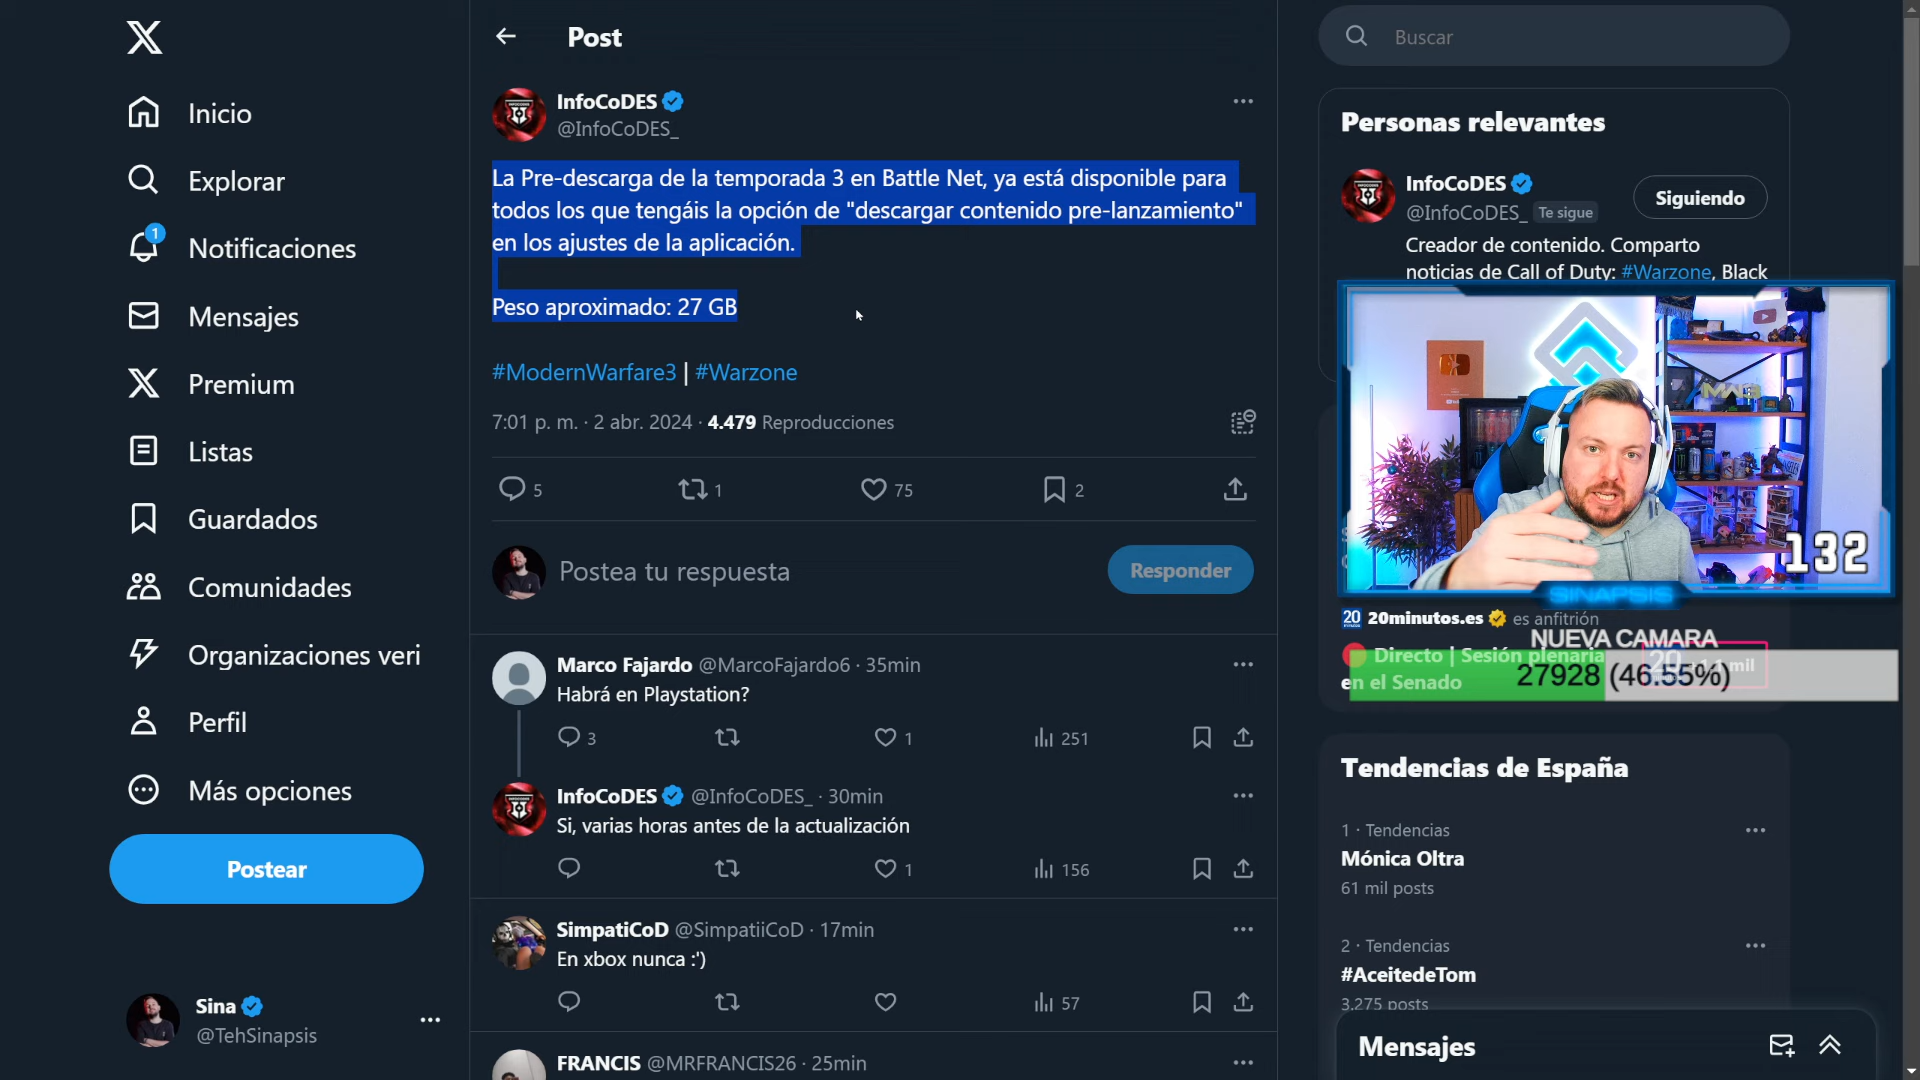 Inicio
Explorar
1
Notificaciones
Mensajes
Premium
Listas
Guardados
Comunidades
Organizaciones veri
Perfil
Más opciones
Postear
Sina
@TehSinapsis
Post
InfoCoDES
@InfoCoDES_
La Pre-descarga de la temporada 3 en Battle Net, ya está disponible para
todos los que tengáis la opción de "descargar contenido pre-lanzamiento"
en los ajustes de la aplicación.
Peso aproximado: 27 GB
#ModernWarfare3 | #Warzone
7:01 p. m. · 2 abr. 2024 · 4.479 Reproducciones
5 1 75 2
Postea tu respuesta
Responder
Marco Fajardo @MarcoFajardo6 · 35min
Habrá en Playstation?
3 1 251
InfoCoDES @InfoCoDES_ · 30min
Si, varias horas antes de la actualización
1 156
SimpatiCoD @SimpatiiCoD · 17min
En xbox nunca :')
57
FRANCIS @MRFRANCIS26 · 25min
Buscar
Personas relevantes
InfoCoDES
@InfoCoDES_ Te sigue
Siguiendo
Creador de contenido. Comparto
noticias de Call of Duty: #Warzone, Black
132
SINAPSIS
20 20minutos.es es anfitrión
NUEVA CAMARA
Directo | Sesión plenaria
en el Senado
27928 (46.55%)
Tendencias de España
1 · Tendencias
Mónica Oltra
61 mil posts
2 · Tendencias
#AceitedeTom
3.275 posts
Mensajes